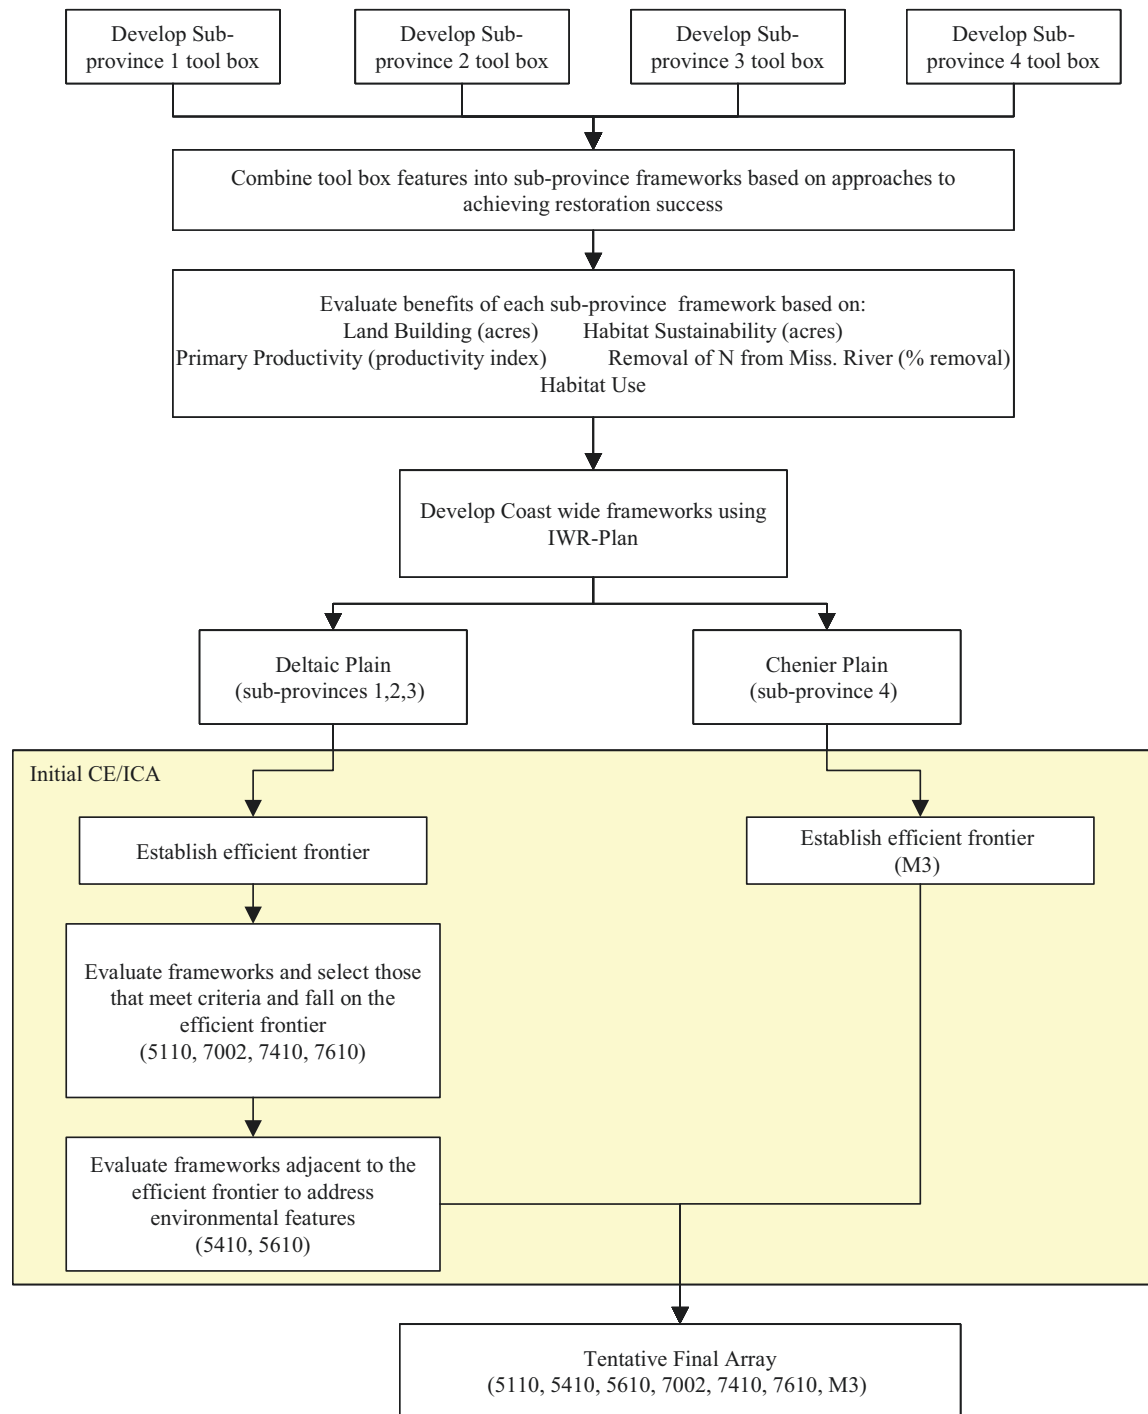 Develop Sub-
province 1 tool box
Develop Sub-
province 2 tool box
Develop Sub-
province 3 tool box
Develop Sub-
province 4 tool box
Combine tool box features into sub-province frameworks based on approaches to
achieving restoration success
Evaluate benefits of each sub-province framework based on:
Land Building (acres) Habitat Sustainability (acres)
Primary Productivity (productivity index) Removal of N from Miss. River (% removal)
Habitat Use
Develop Coast wide frameworks using
IWR-Plan
Deltaic Plain
(sub-provinces 1,2,3)
Chenier Plain
(sub-province 4)
Initial CE/ICA
Establish efficient frontier
Establish efficient frontier
(M3)
Evaluate frameworks and select those
that meet criteria and fall on the
efficient frontier
(5110, 7002, 7410, 7610)
Evaluate frameworks adjacent to the
efficient frontier to address
environmental features
(5410, 5610)
Tentative Final Array
(5110, 5410, 5610, 7002, 7410, 7610, M3)